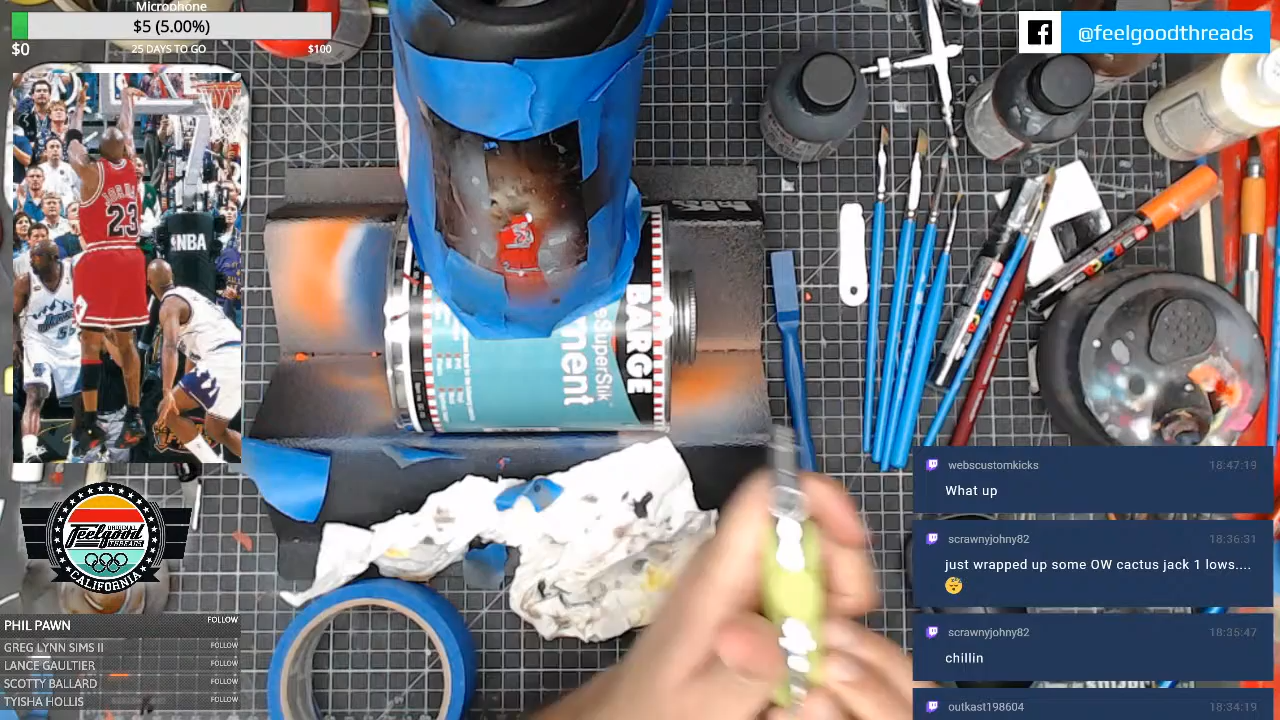 Microphone
$5 (5.00%)
$0
25 DAYS TO GO
$100
@feelgoodthreads
JORDAN
23
NBA
BARGE
ORIGINAL
Feelgood
THREADS
CALIFORNIA
PHIL PAWN
FOLLOW
GREG LYNN SIMS II
FOLLOW
LANCE GAULTIER
FOLLOW
SCOTTY BALLARD
FOLLOW
TYISHA HOLLIS
FOLLOW
webscustomkicks
18:47:19
What up
scrawnyjohny82
18:36:31
just wrapped up some OW cactus jack 1 lows....
scrawnyjohny82
18:35:47
chillin
outkast198604
18:34:19